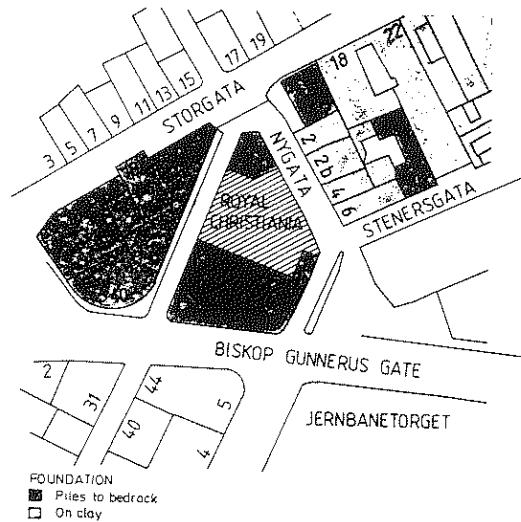 17 19
18
22
15
13
11
9
7
5
3
STORGATA
NYGATA
2
2b
4
6
STENERSGATA
ROYAL
CHRISTIANIA
BISKOP GUNNERUS GATE
JERNBANETORGET
2
31
44
40
5
4
FOUNDATION
Piles to bedrock
On clay